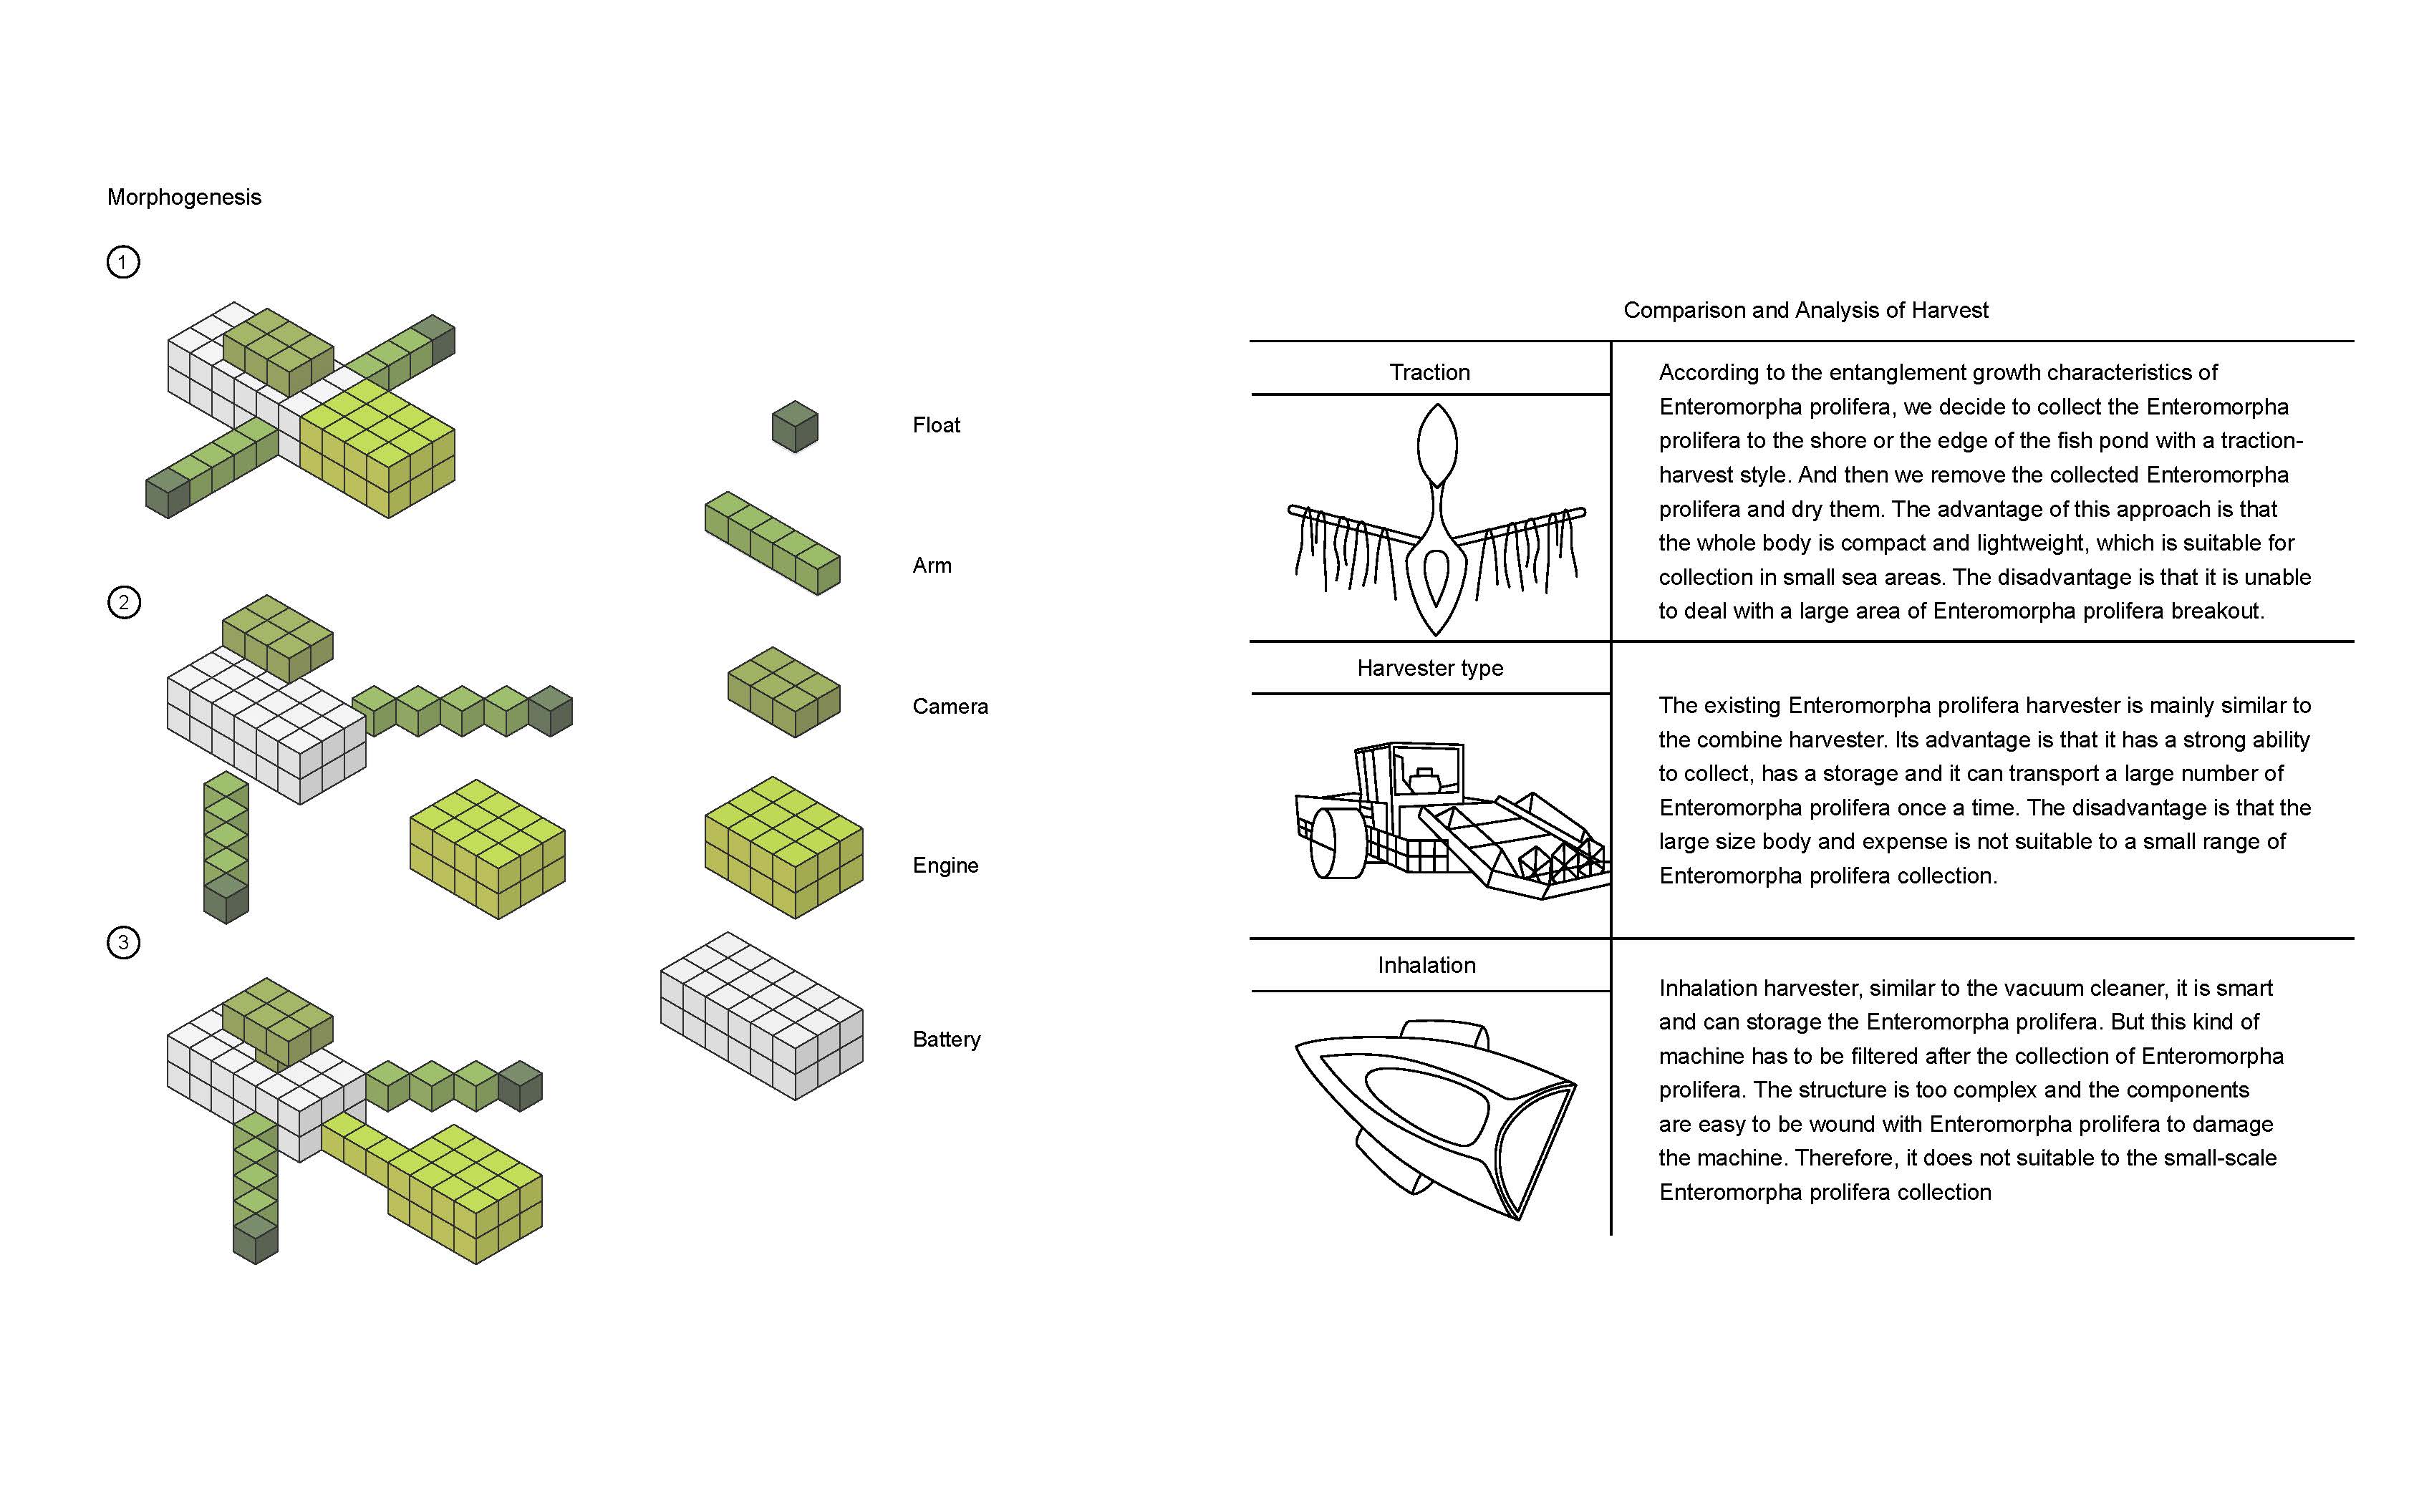 Morphogenesis
1
2
3
Float
Arm
Camera
Engine
Battery
Comparison and Analysis of Harvest
Traction
According to the entanglement growth characteristics of
Enteromorpha prolifera, we decide to collect the Enteromorpha
prolifera to the shore or the edge of the fish pond with a traction-
harvest style. And then we remove the collected Enteromorpha
prolifera and dry them. The advantage of this approach is that
the whole body is compact and lightweight, which is suitable for
collection in small sea areas. The disadvantage is that it is unable
to deal with a large area of Enteromorpha prolifera breakout.
Harvester type
The existing Enteromorpha prolifera harvester is mainly similar to
the combine harvester. Its advantage is that it has a strong ability
to collect, has a storage and it can transport a large number of
Enteromorpha prolifera once a time. The disadvantage is that the
large size body and expense is not suitable to a small range of
Enteromorpha prolifera collection.
Inhalation
Inhalation harvester, similar to the vacuum cleaner, it is smart
and can storage the Enteromorpha prolifera. But this kind of
machine has to be filtered after the collection of Enteromorpha
prolifera. The structure is too complex and the components
are easy to be wound with Enteromorpha prolifera to damage
the machine. Therefore, it does not suitable to the small-scale
Enteromorpha prolifera collection